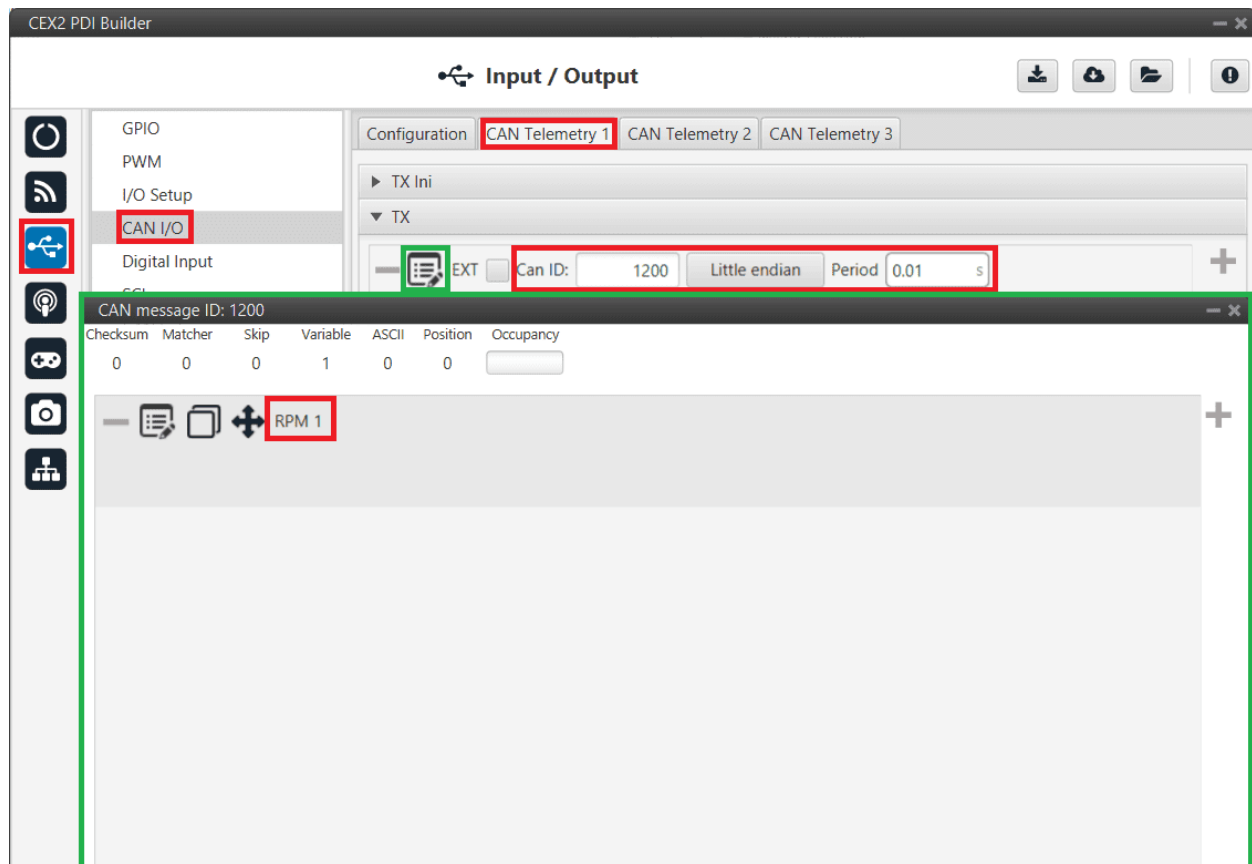 CEX2 PDI Builder
Input / Output
GPIO
PWM
I/O Setup
CAN I/O
Digital Input
Configuration
CAN Telemetry 1
CAN Telemetry 2
CAN Telemetry 3
TX Ini
TX
EXT
Can ID:
1200
Little endian
Period
0.01
s
CAN message ID: 1200
Checksum Matcher Skip Variable ASCII Position Occupancy
0 0 0 1 0 0
RPM 1